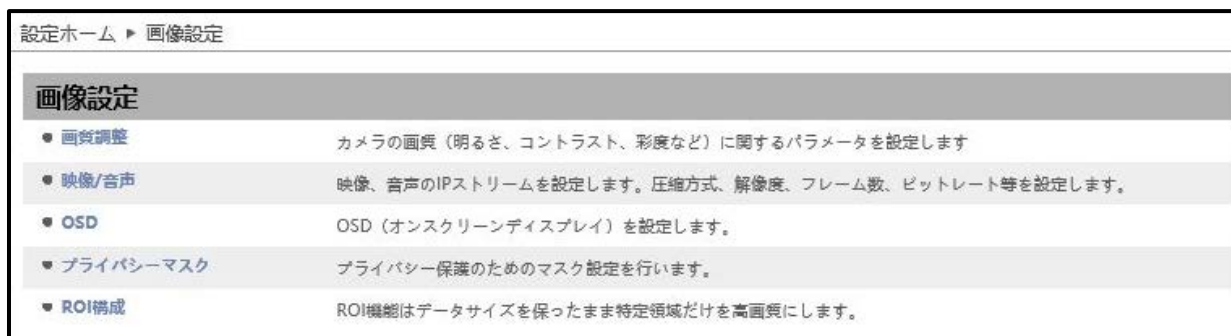 設定ホーム ▶ 画像設定
画像設定
● 画質調整 カメラの画質（明るさ、コントラスト、彩度など）に関するパラメータを設定します
● 映像/音声 映像、音声のIPストリームを設定します。圧縮方式、解像度、フレーム数、ビットレート等を設定します。
● OSD OSD（オンスクリーンディスプレイ）を設定します。
● プライバシーマスク プライバシー保護のためのマスク設定を行います。
● ROI構成 ROI機能はデータサイズを保ったまま特定領域だけを高画質にします。